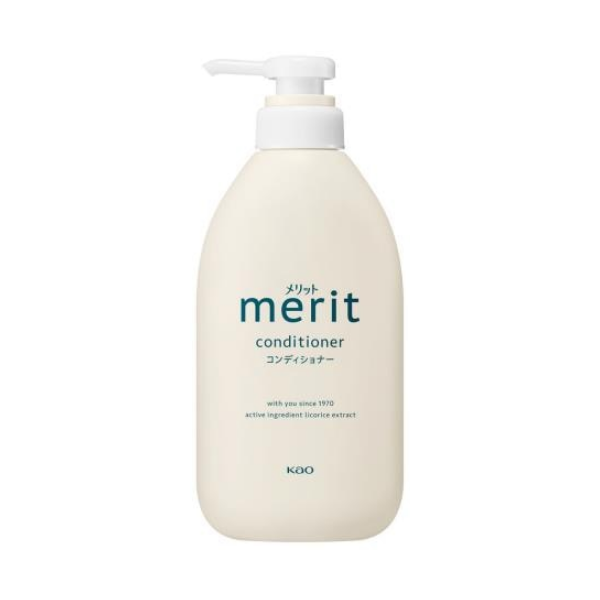 メリット
merit
conditioner
コンディショナー
with you since 1970
active ingredient licorice extract
Kao